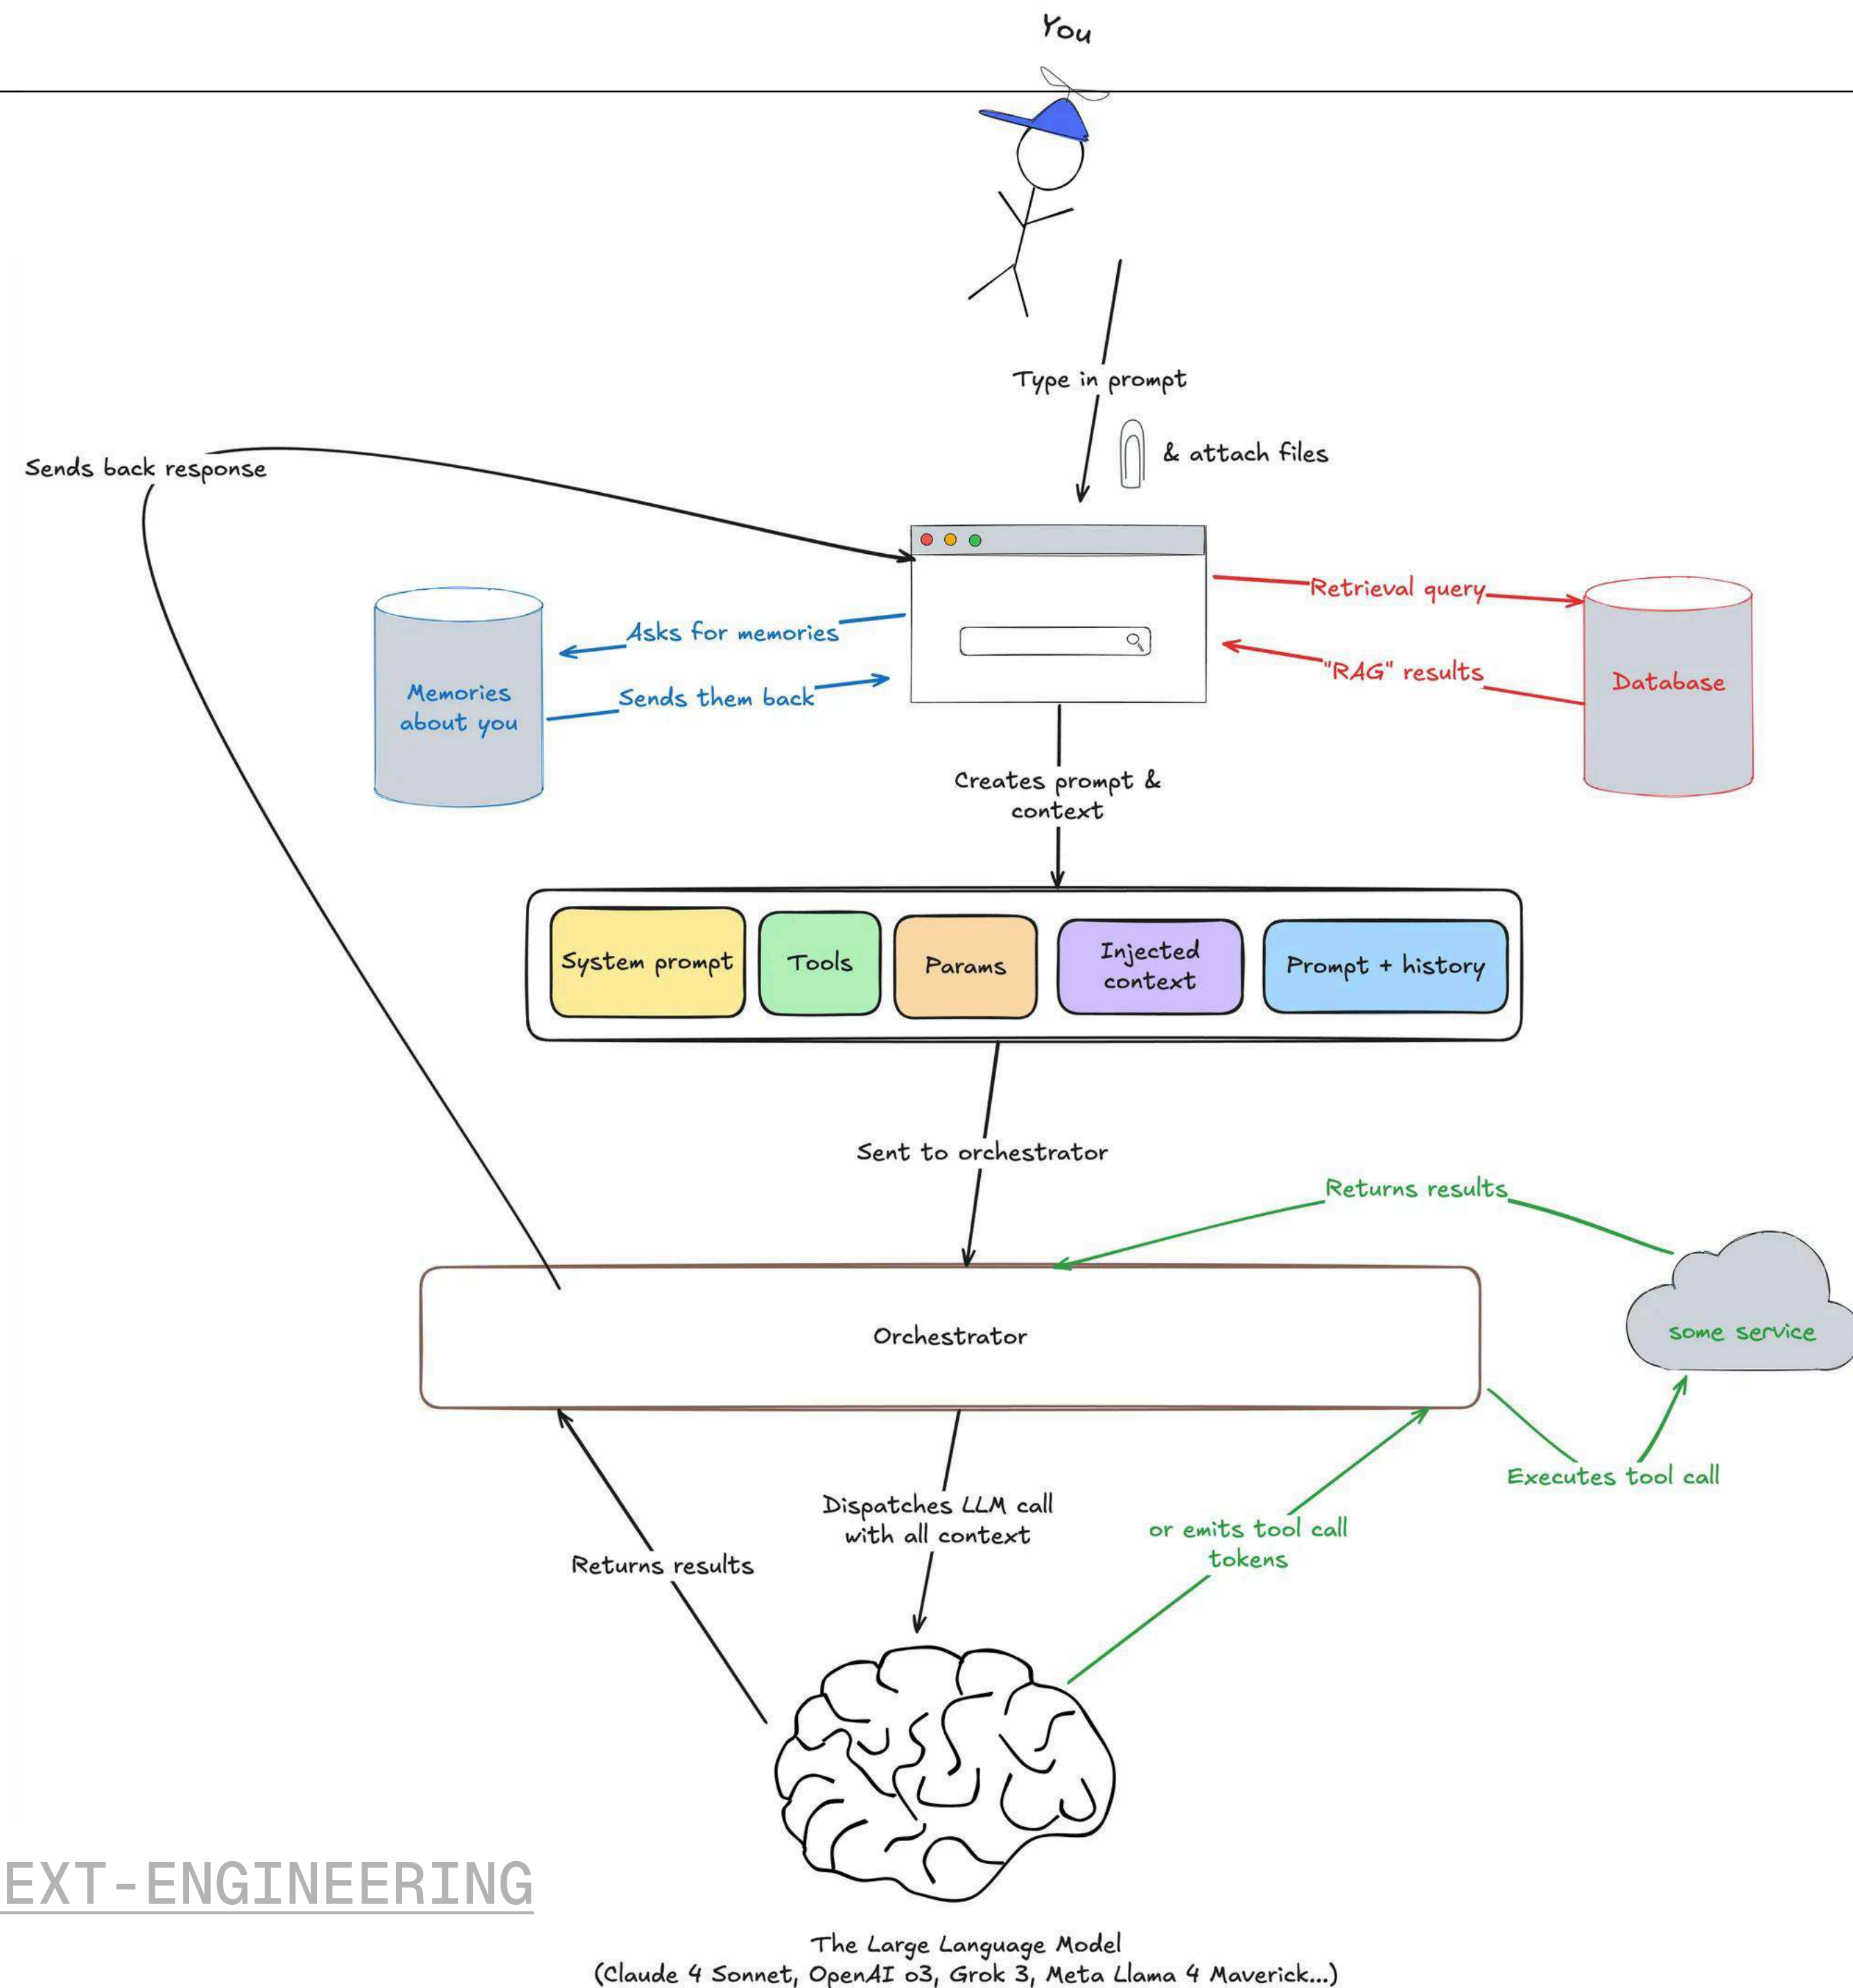 You
Type in prompt
& attach files
Sends back response
Retrieval query
Asks for memories
"RAG" results
Sends them back
Memories
about you
Database
Creates prompt &
context
System prompt
Tools
Params
Injected
context
Prompt + history
Sent to orchestrator
Returns results
Orchestrator
some service
Executes tool call
Dispatches LLM call
with all context
or emits tool call
tokens
Returns results
EXT-ENGINEERING
The Large Language Model
(Claude 4 Sonnet, OpenAI o3, Grok 3, Meta Llama 4 Maverick...)